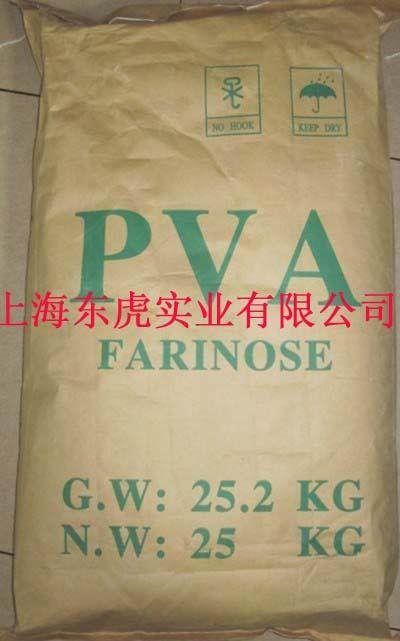 NO HOOK
KEEP DRY
PVA
上海东虎实业有限公司
FARINOSE
G.W: 25.2 KG
N.W: 25 KG